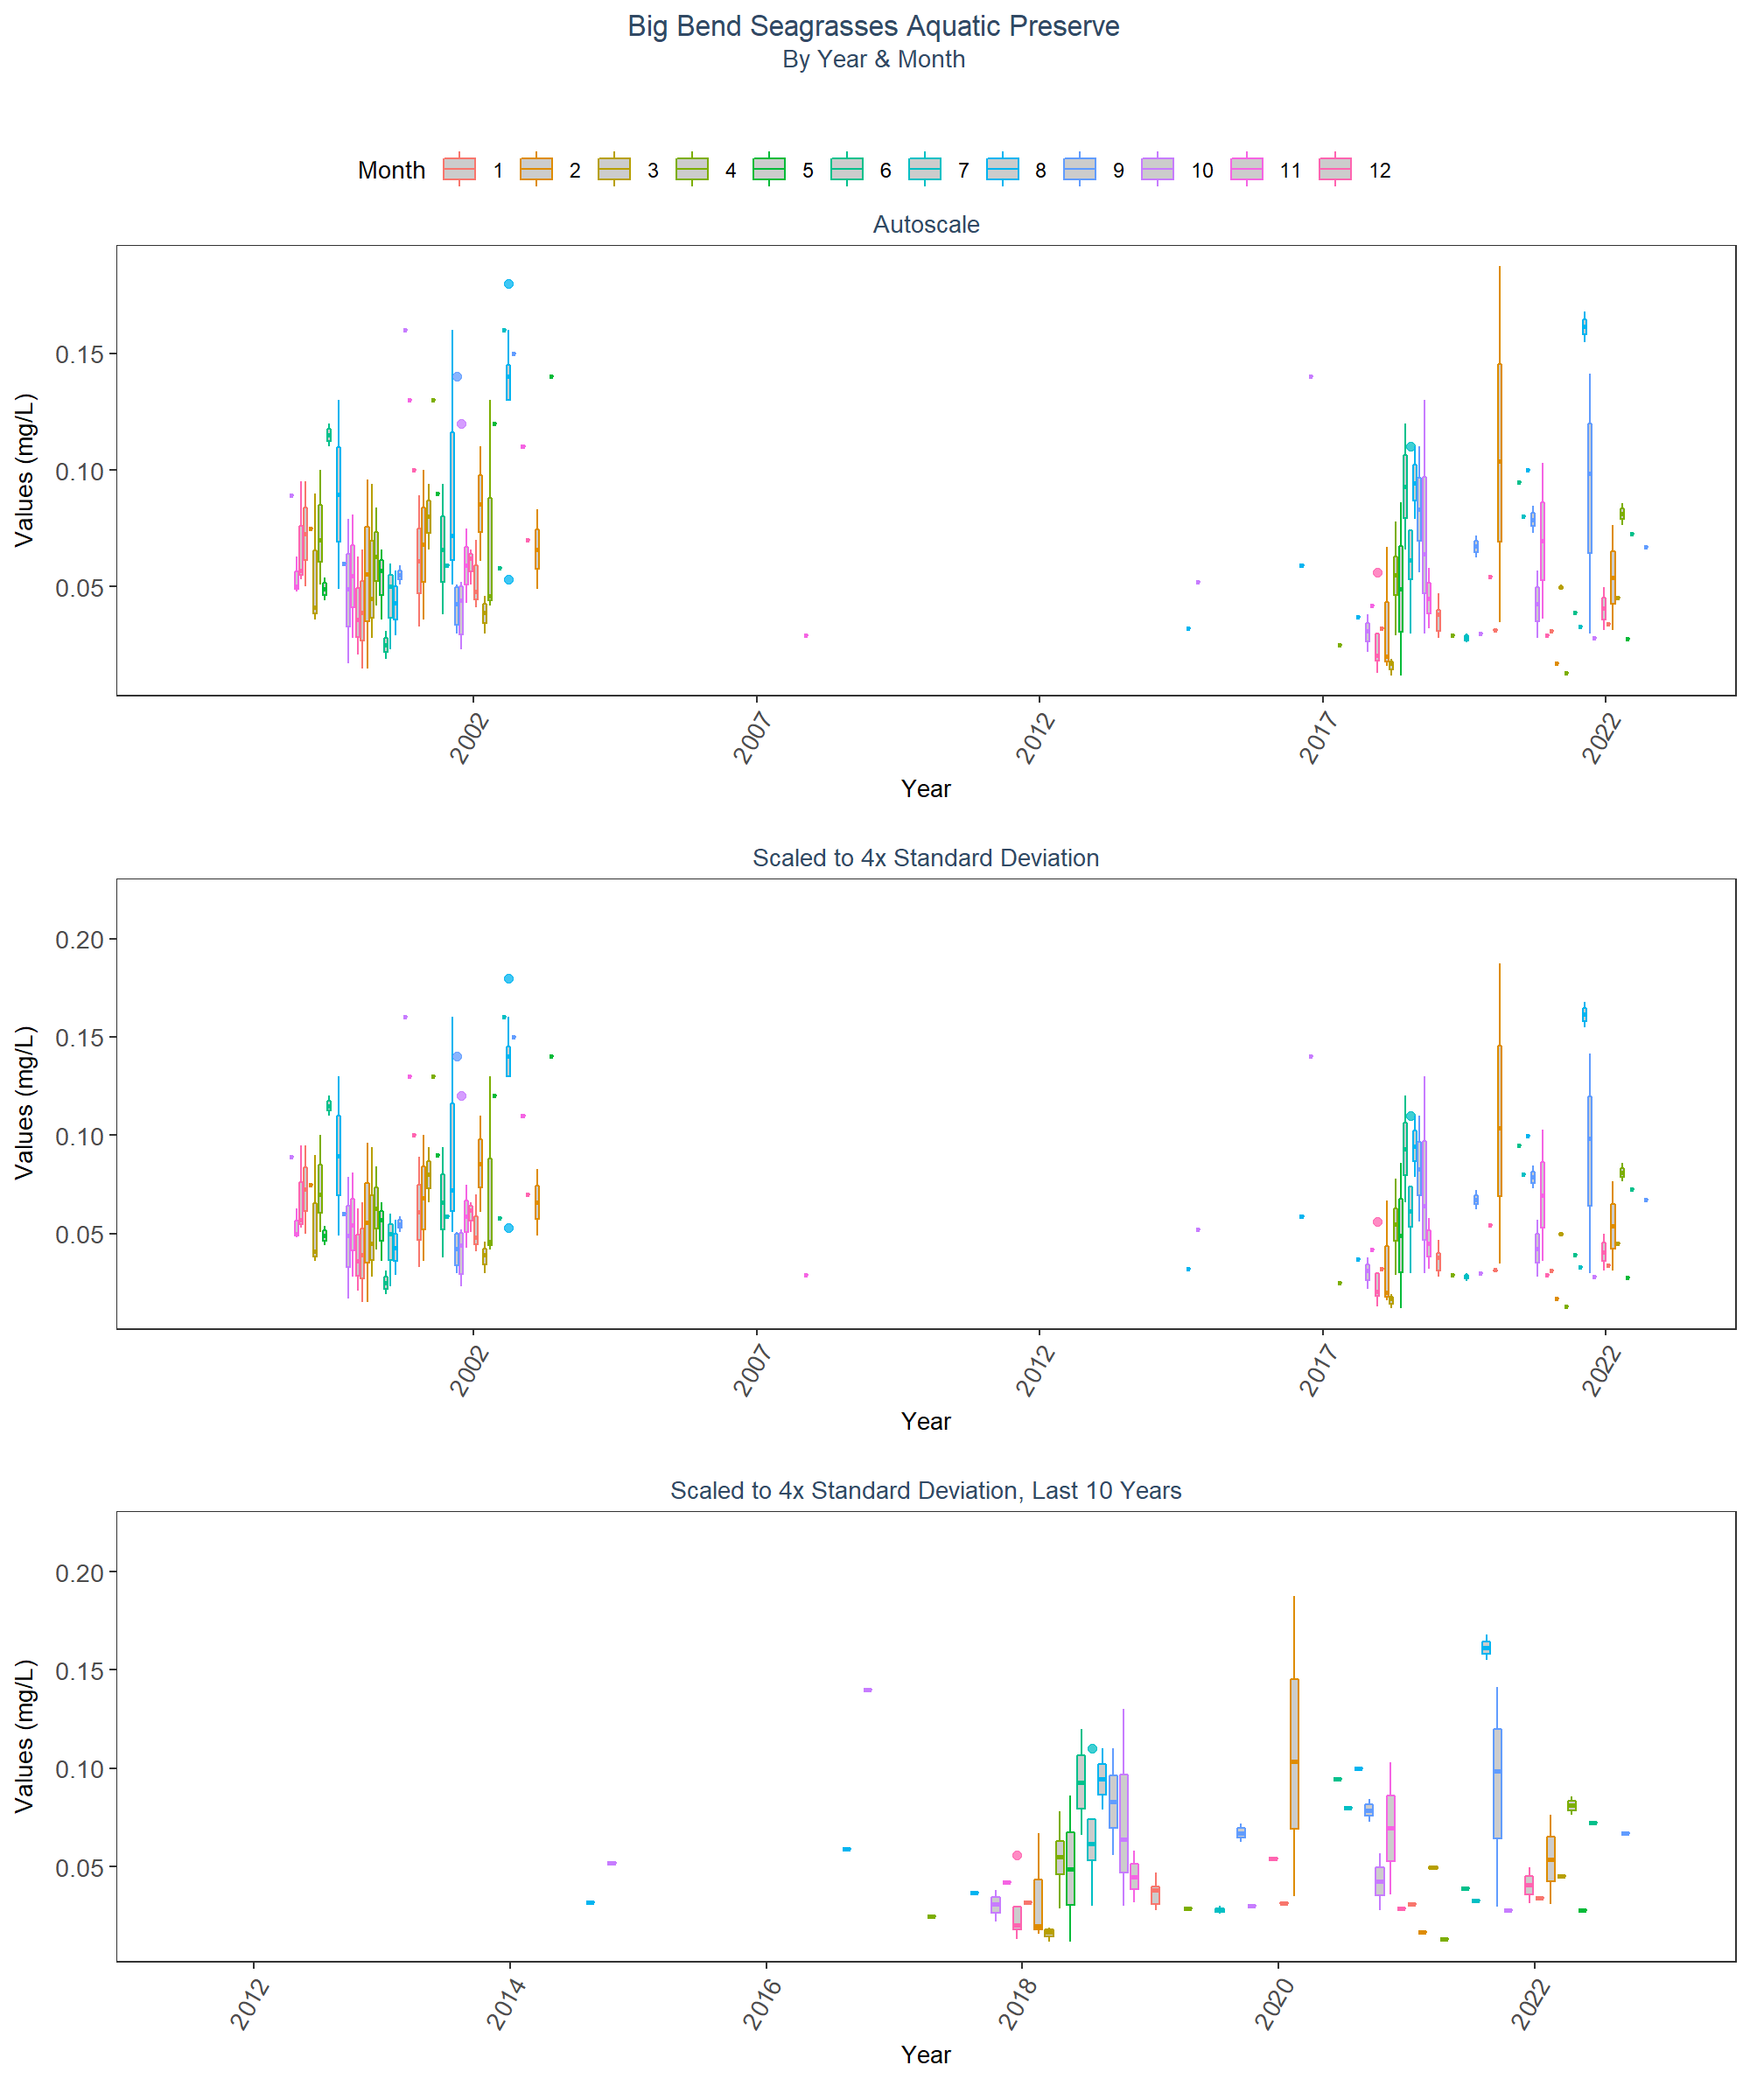 Big Bend Seagrasses Aquatic Preserve
By Year & Month
Month 1 2 3 4 5 6 7 8 9 10 11 12
Autoscale
Values (mg/L)
0.15
0.10
0.05
2002 2007 2012 2017 2022
Year
Scaled to 4x Standard Deviation
Values (mg/L)
0.20
0.15
0.10
0.05
2002 2007 2012 2017 2022
Year
Scaled to 4x Standard Deviation, Last 10 Years
Values (mg/L)
0.20
0.15
0.10
0.05
2012 2014 2016 2018 2020 2022
Year